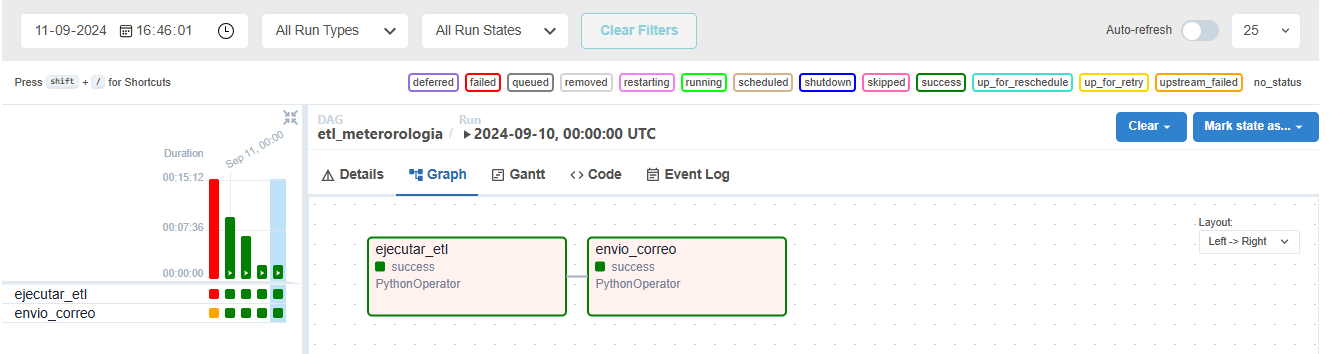 11-09-2024 16:46:01
All Run Types
All Run States
Clear Filters
Auto-refresh
25
Press shift + / for Shortcuts
deferred
failed
queued
removed
restarting
running
scheduled
shutdown
skipped
success
up_for_reschedule
up_for_retry
upstream_failed
no_status
DAG
etl_meterorologia
/
Run
2024-09-10, 00:00:00 UTC
Clear
Mark state as...
Sep 11, 00:00
Duration
00:15:12
00:07:36
00:00:00
ejecutar_etl
envio_correo
Details
Graph
Gantt
<> Code
Event Log
Layout:
Left -> Right
ejecutar_etl
success
PythonOperator
envio_correo
success
PythonOperator